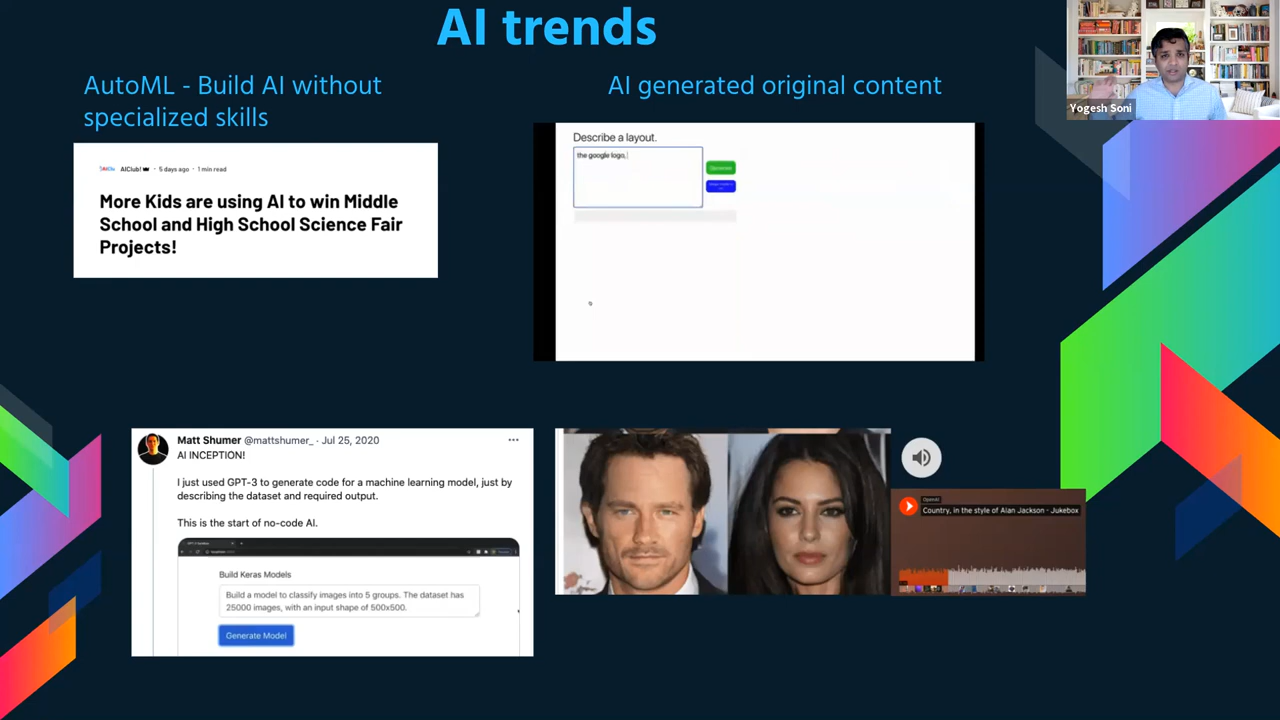 AI trends
AutoML - Build AI without
specialized skills
AI generated original content
Yogesh Soni
AIClub! · 5 days ago · 1 min read
More Kids are using AI to win Middle
School and High School Science Fair
Projects!
Describe a layout.
the google logo,
Generate
Matt Shumer @mattshumer_ · Jul 25, 2020
AI INCEPTION!
I just used GPT-3 to generate code for a machine learning model, just by
describing the dataset and required output.
This is the start of no-code AI.
Build Keras Models
Build a model to classify images into 5 groups. The dataset has
25000 images, with an input shape of 500x500.
Generate Model
OpenAI
Country, in the style of Alan Jackson - Jukebox